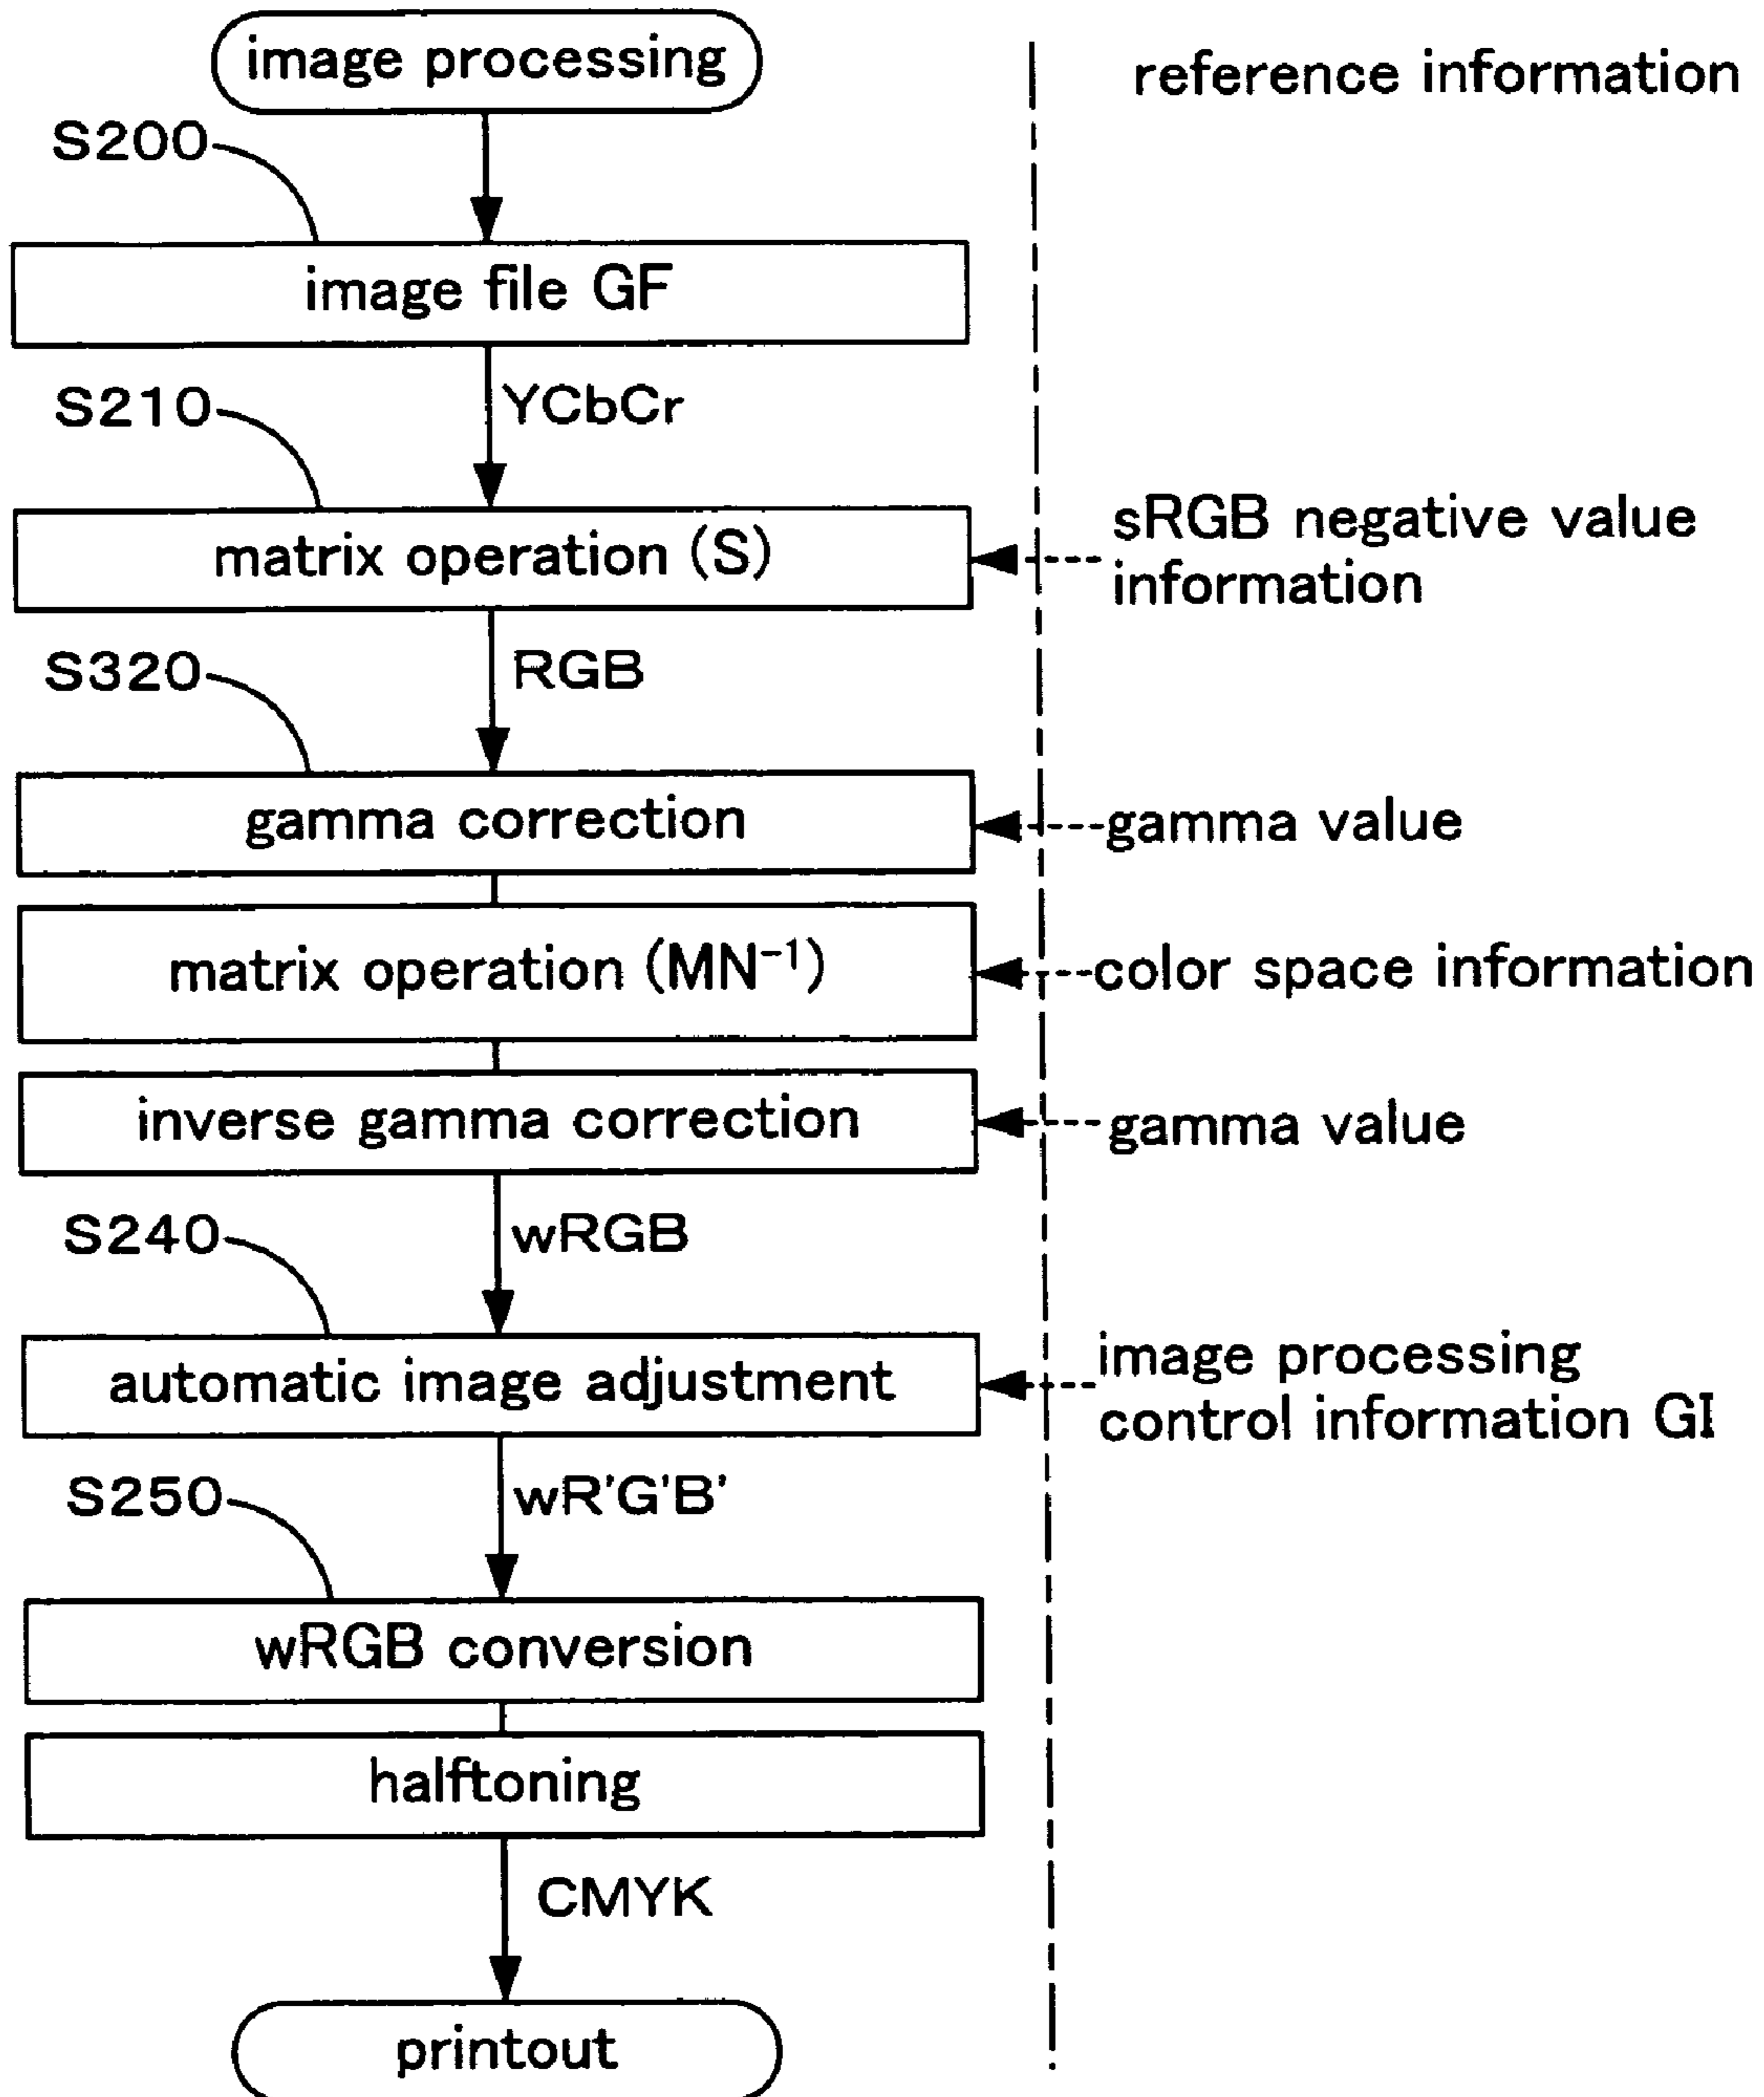 image processing
reference information
S200
image file GF
S210
YCbCr
matrix operation (S)
sRGB negative value
information
S320
RGB
gamma correction
gamma value
matrix operation (MN⁻¹)
color space information
inverse gamma correction
gamma value
S240
wRGB
automatic image adjustment
image processing
control information GI
S250
wR'G'B'
wRGB conversion
halftoning
CMYK
printout